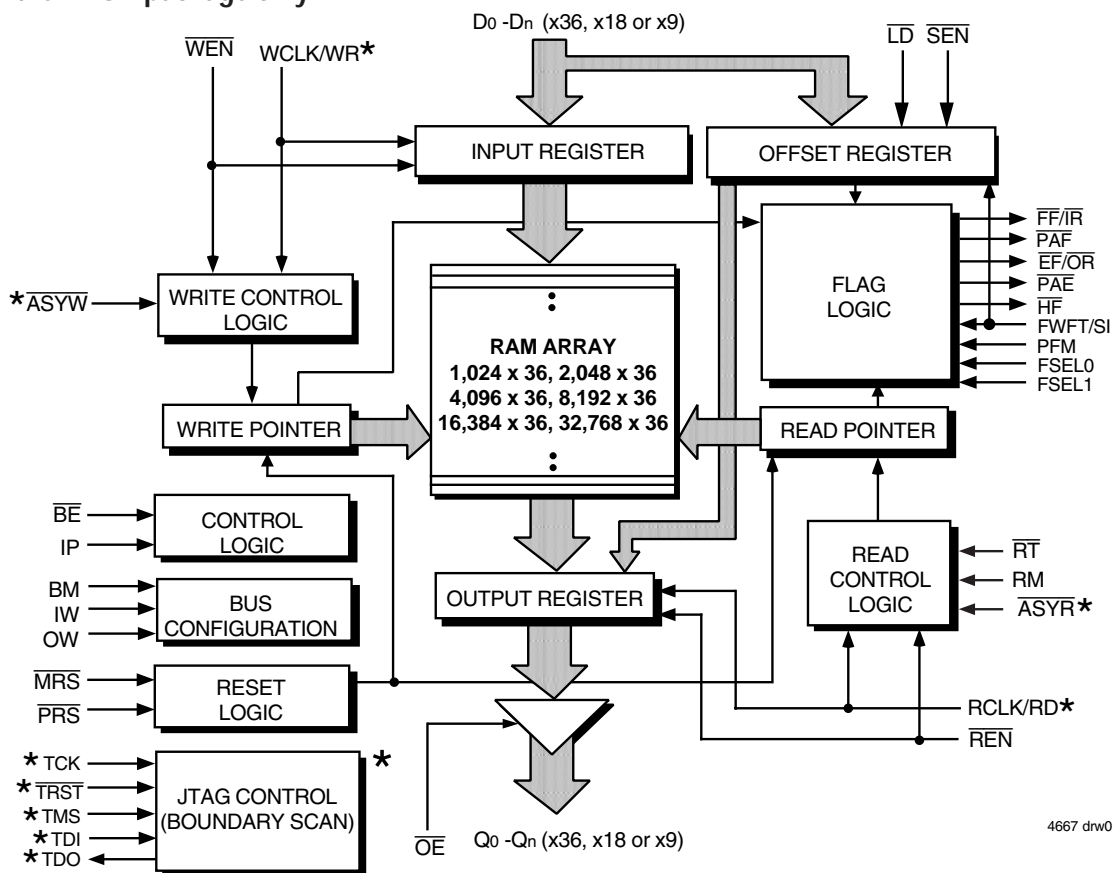 package only
D0 -Dn (x36, x18 or x9)
WEN
WCLK/WR*
LD
SEN
INPUT REGISTER
OFFSET REGISTER
*ASYW
WRITE CONTROL
LOGIC
FLAG
LOGIC
FF/IR
PAF
EF/OR
PAE
HF
FWFT/SI
PFM
FSEL0
FSEL1
RAM ARRAY
1,024 x 36, 2,048 x 36
4,096 x 36, 8,192 x 36
16,384 x 36, 32,768 x 36
WRITE POINTER
READ POINTER
BE
IP
CONTROL
LOGIC
READ
CONTROL
LOGIC
RT
RM
ASYR*
BM
IW
OW
BUS
CONFIGURATION
OUTPUT REGISTER
MRS
PRS
RESET
LOGIC
RCLK/RD*
REN
*TCK
*TRST
*TMS
*TDI
*TDO
JTAG CONTROL
(BOUNDARY SCAN)
*
OE
Q0 -Qn (x36, x18 or x9)
4667 drw0